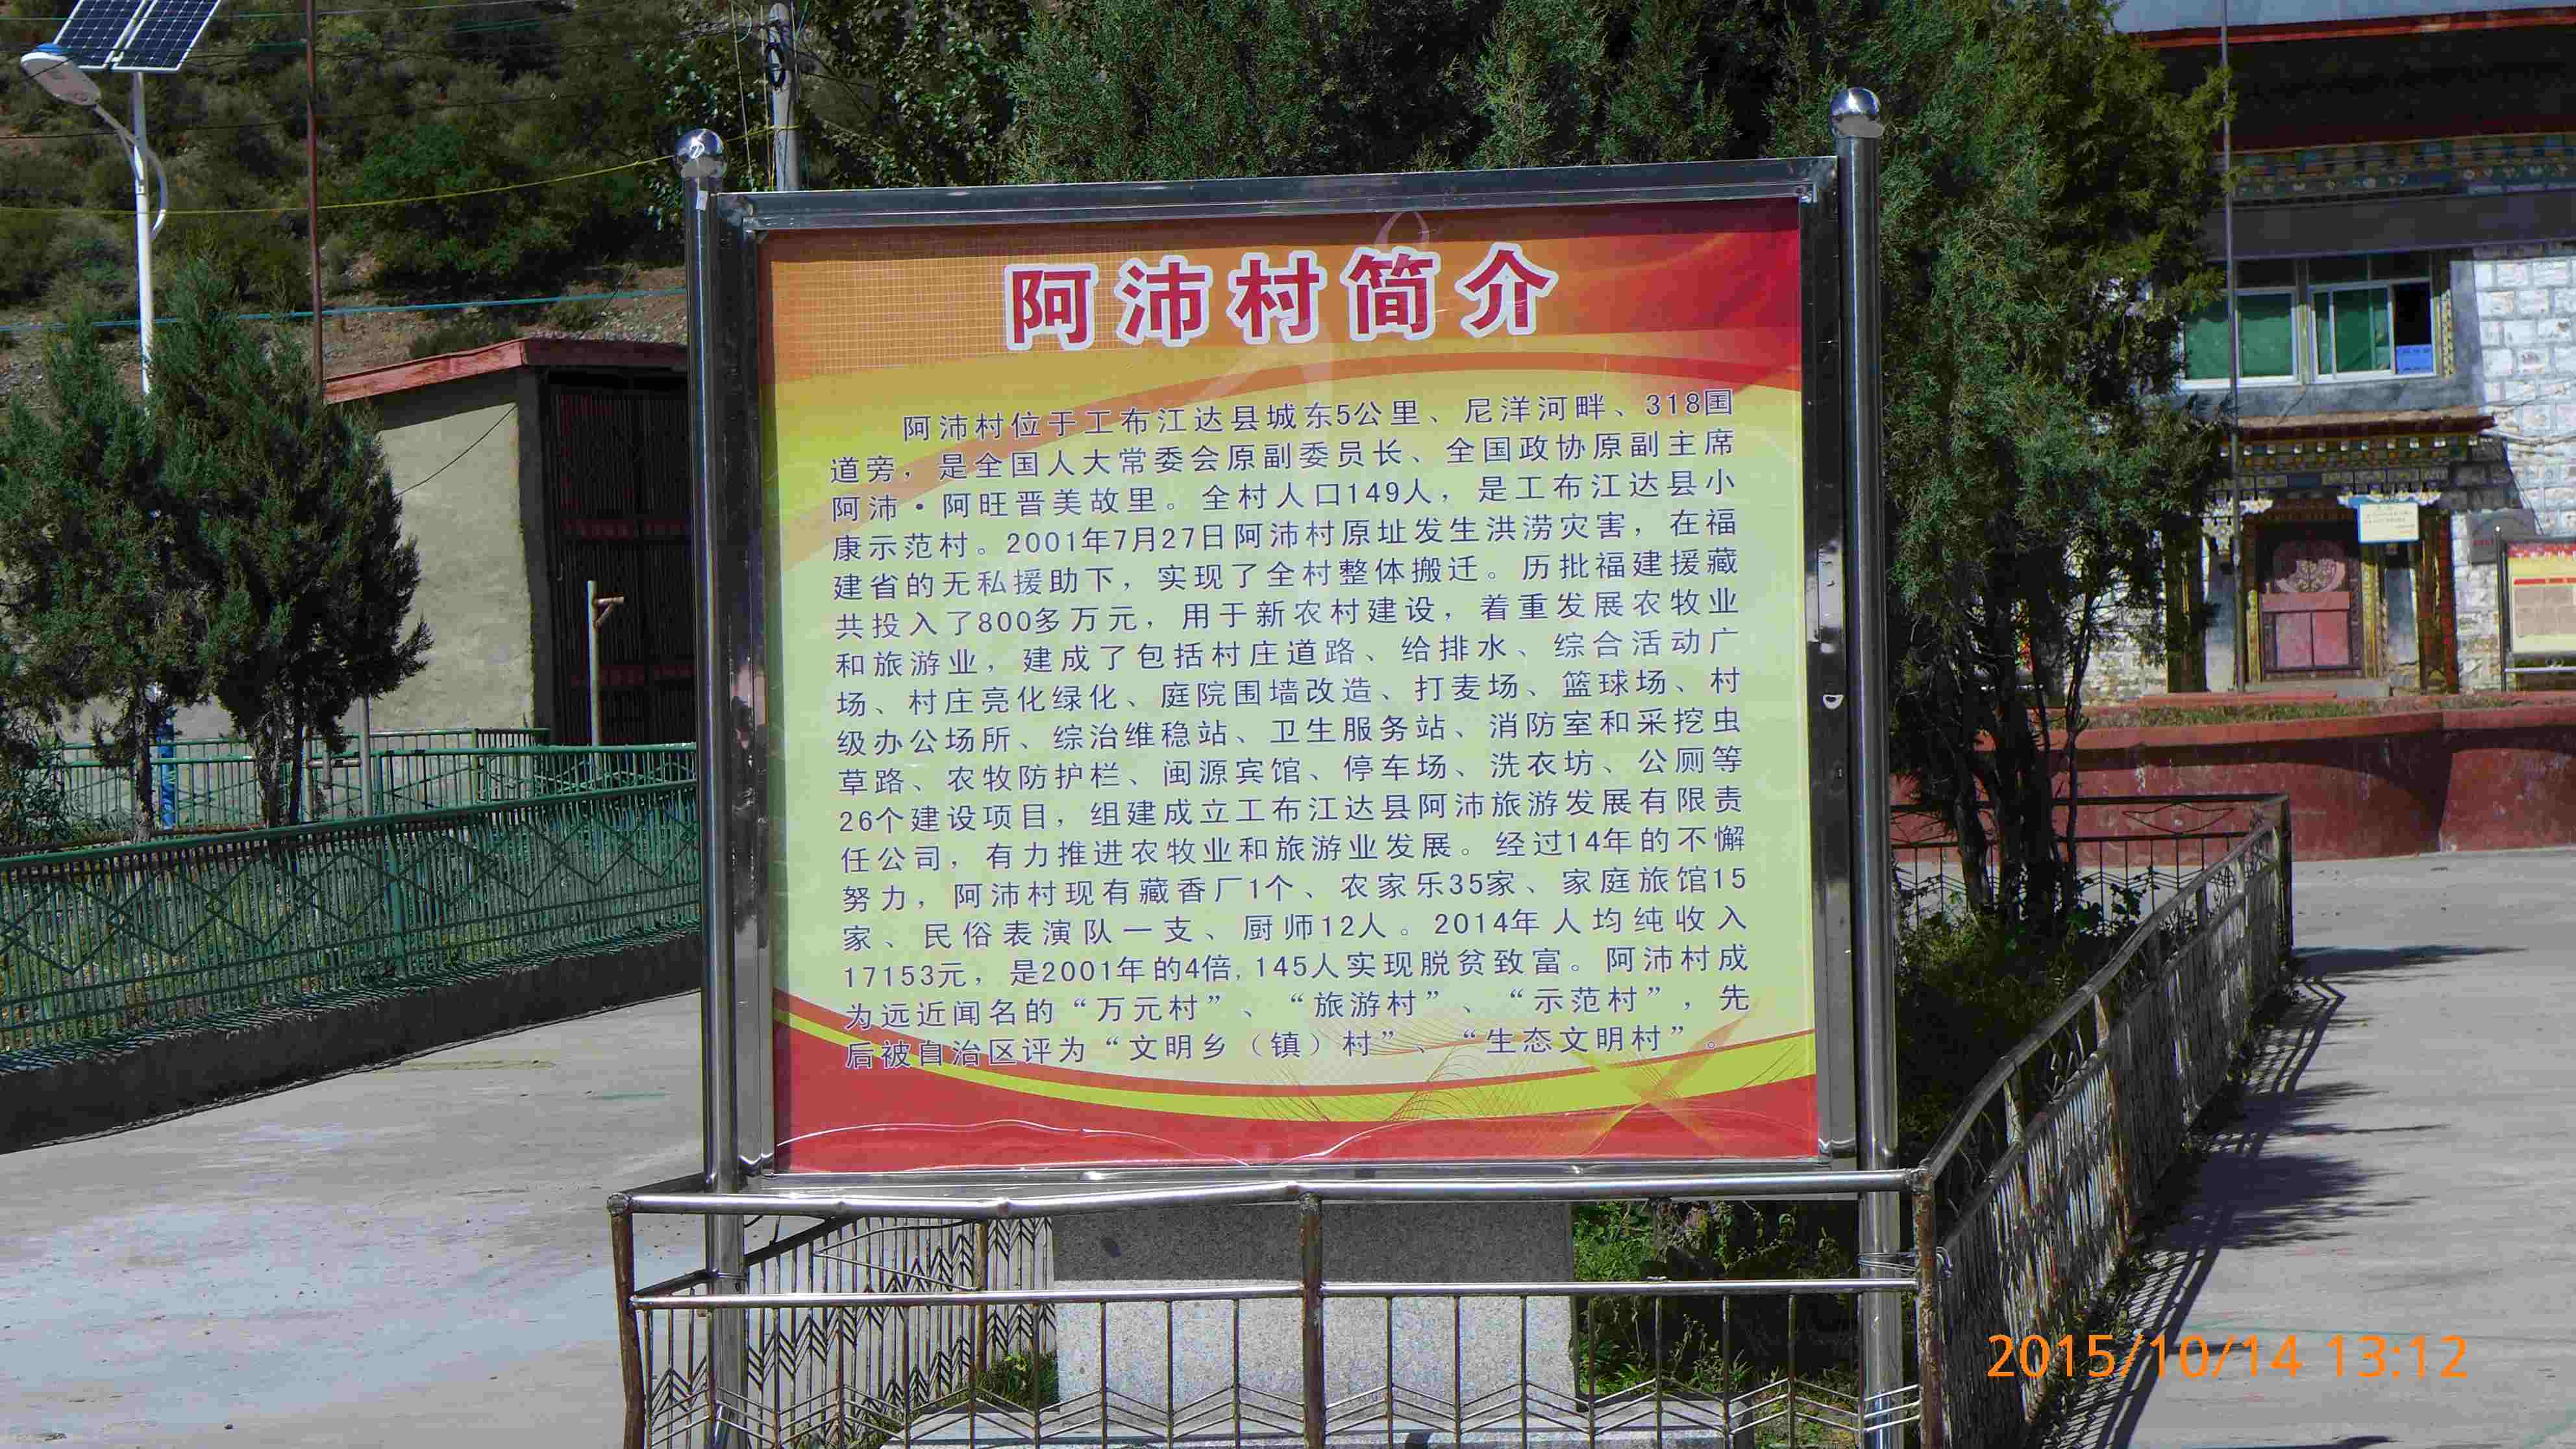 阿沛村简介
阿沛村位于工布江达县城东5公里、尼洋河畔、318国
道旁，是全国人大常委会原副委员长、全国政协原副主席
阿沛·阿旺晋美故里。全村人口149人，是工布江达县小
康示范村。2001年7月27日阿沛村原址发生洪涝灾害，在福
建省的无私援助下，实现了全村整体搬迁。历批福建援藏
共投入了800多万元，用于新农村建设，着重发展农牧业
和旅游业，建成了包括村庄道路、给排水、综合活动广
场、村庄亮化绿化、庭院围墙改造、打麦场、篮球场、村
级办公场所、综治维稳站、卫生服务站、消防室和采挖虫
草路、农牧防护栏、闽源宾馆、停车场、洗衣坊、公厕等
26个建设项目，组建成立工布江达县阿沛旅游发展有限责
任公司，有力推进农牧业和旅游业发展。经过14年的不懈
努力，阿沛村现有藏香厂1个、农家乐35家、家庭旅馆15
家、民俗表演队一支、厨师12人。2014年人均纯收入
17153元，是2001年的4倍,145人实现脱贫致富。阿沛村成
为远近闻名的“万元村”、“旅游村”、“示范村”，先
后被自治区评为“文明乡（镇）村”、“生态文明村”。
2015/10/14 13:12